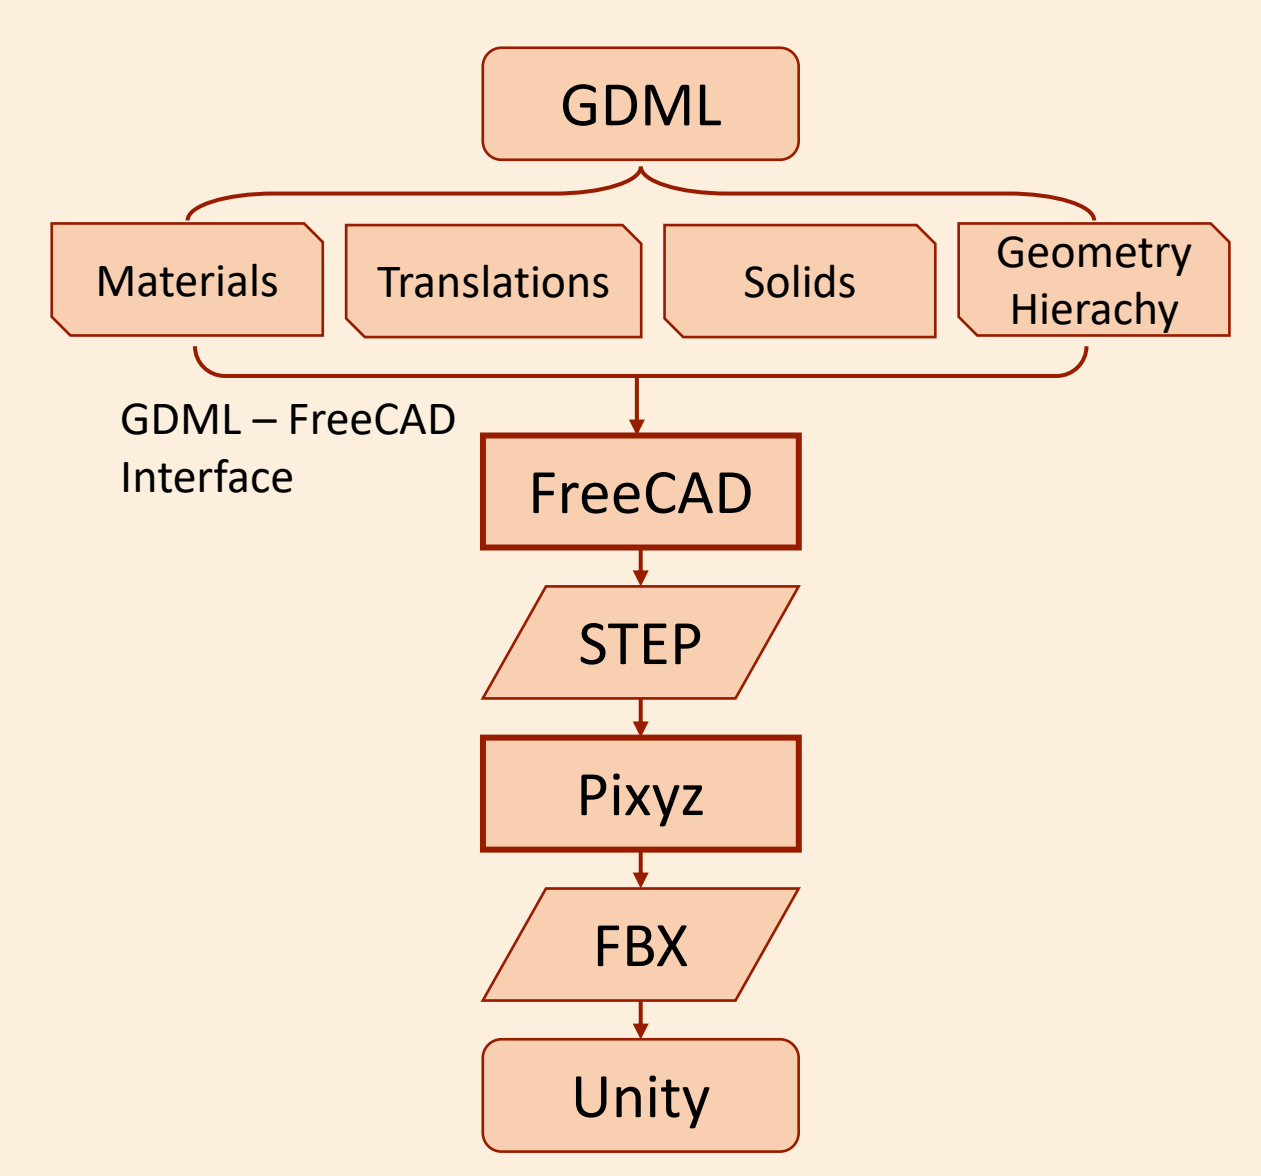 GDML
Materials
Translations
Solids
Geometry
Hierachy
GDML – FreeCAD
Interface
FreeCAD
STEP
Pixyz
FBX
Unity